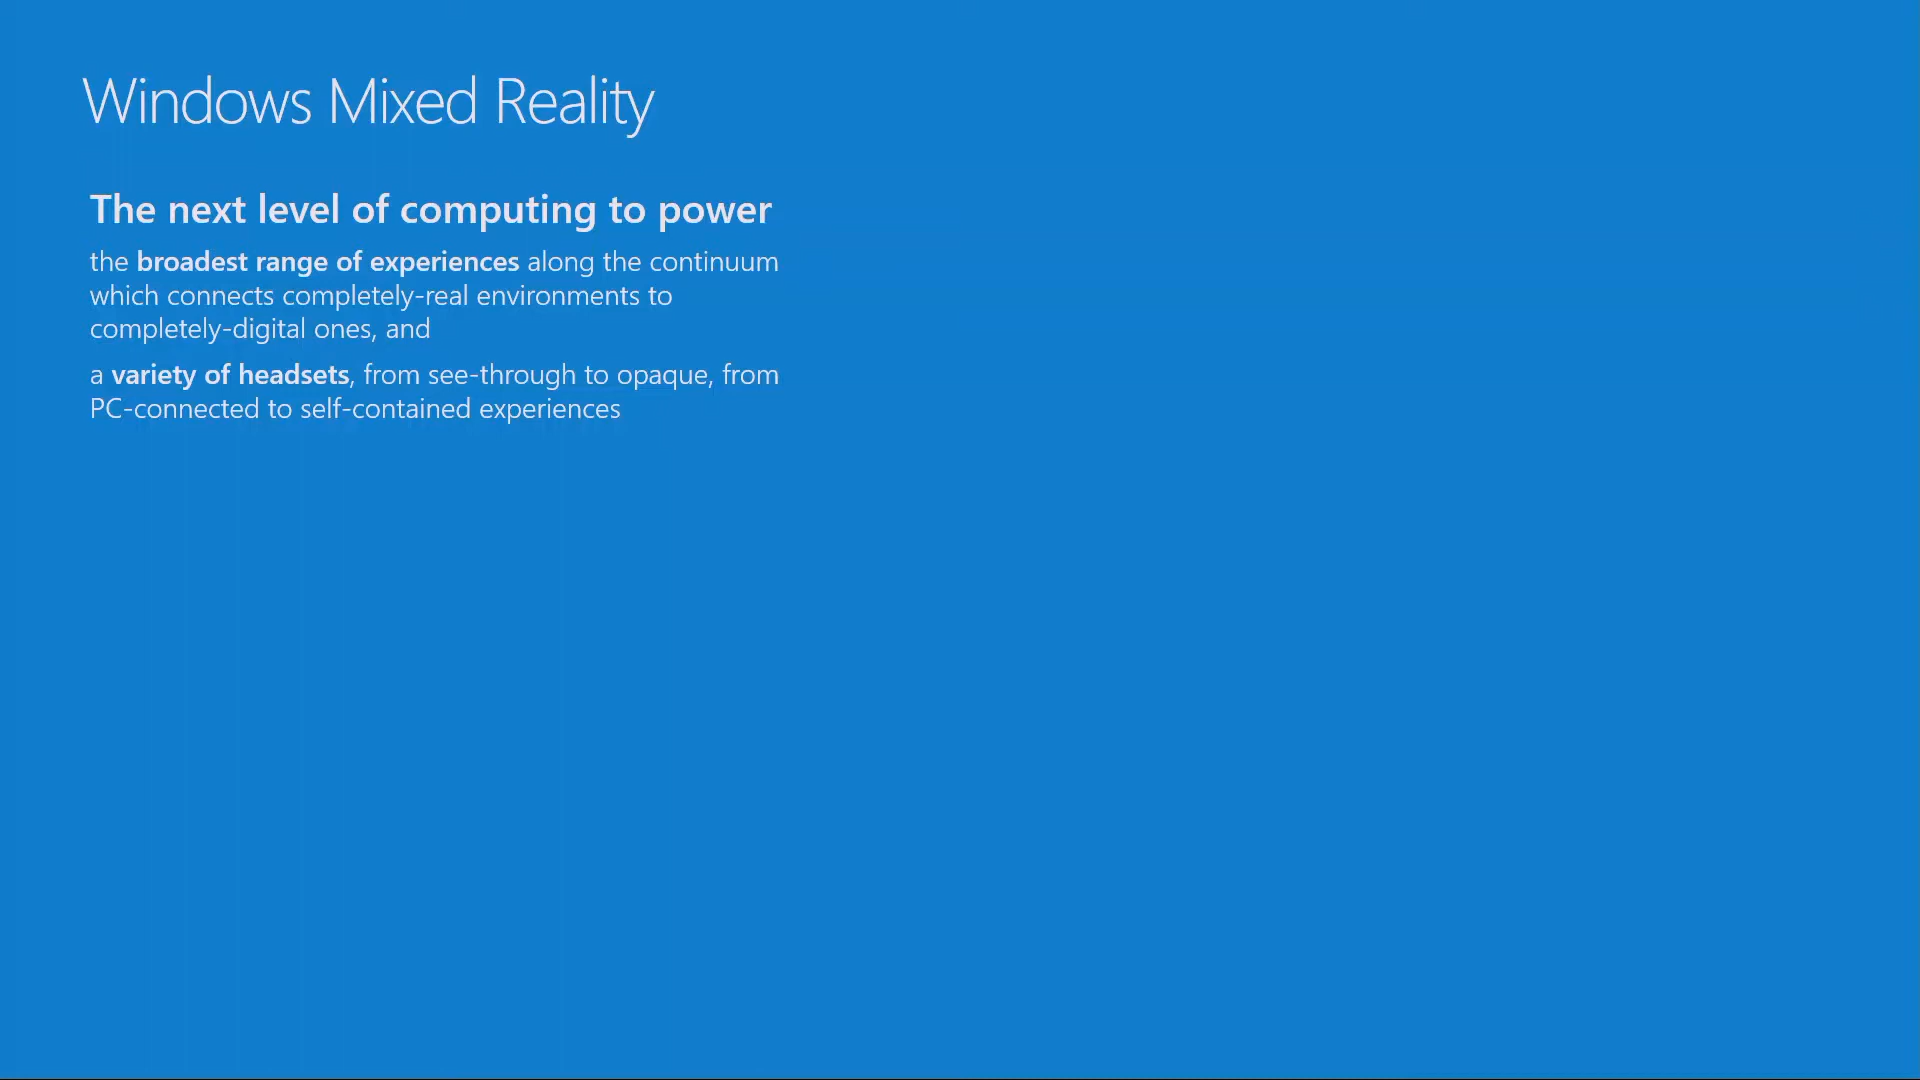 Windows Mixed Reality
The next level of computing to power
the broadest range of experiences along the continuum
which connects completely-real environments to
completely-digital ones, and
a variety of headsets, from see-through to opaque, from
PC-connected to self-contained experiences